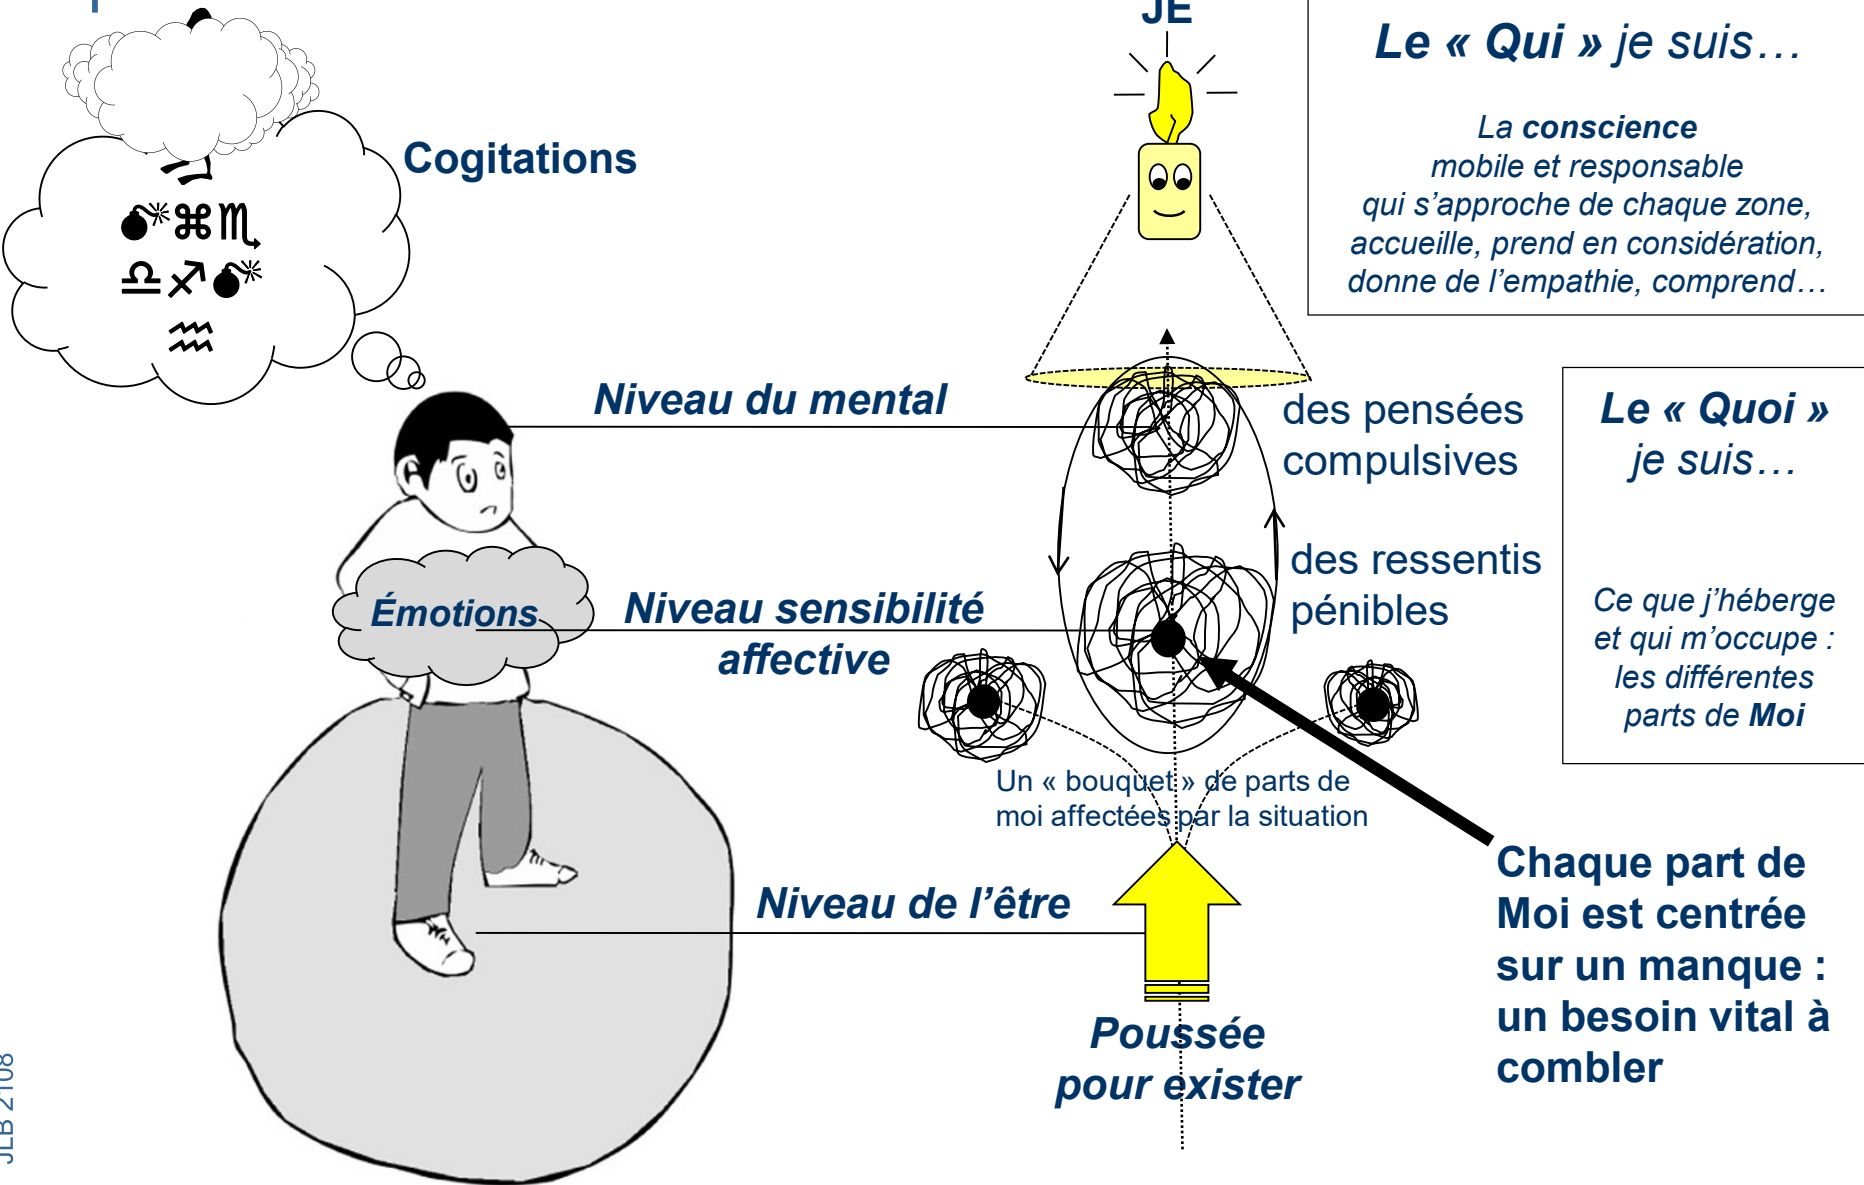 JE
Le « Qui » je suis…
La conscience
mobile et responsable
qui s’approche de chaque zone,
accueille, prend en considération,
donne de l’empathie, comprend…
Cogitations
Niveau du mental
des pensées
compulsives
Le « Quoi »
je suis…
des ressentis
pénibles
Émotions
Niveau sensibilité
affective
Ce que j’héberge
et qui m’occupe :
les différentes
parts de Moi
Un « bouquet » de parts de
moi affectées par la situation
Chaque part de
Moi est centrée
sur un manque :
un besoin vital à
combler
Niveau de l’être
Poussée
pour exister
JLB 2108